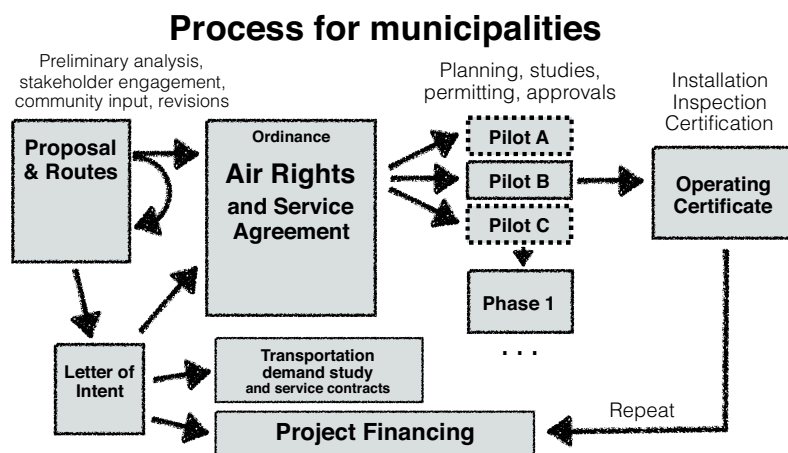 Process for municipalities
Preliminary analysis,
stakeholder engagement,
community input, revisions
Planning, studies,
permitting, approvals
Installation
Inspection
Certification
Proposal
& Routes
Ordinance
Air Rights
and Service
Agreement
Pilot A
Pilot B
Pilot C
Operating
Certificate
Phase 1
. . .
Letter of
Intent
Transportation
demand study
and service contracts
Repeat
Project Financing